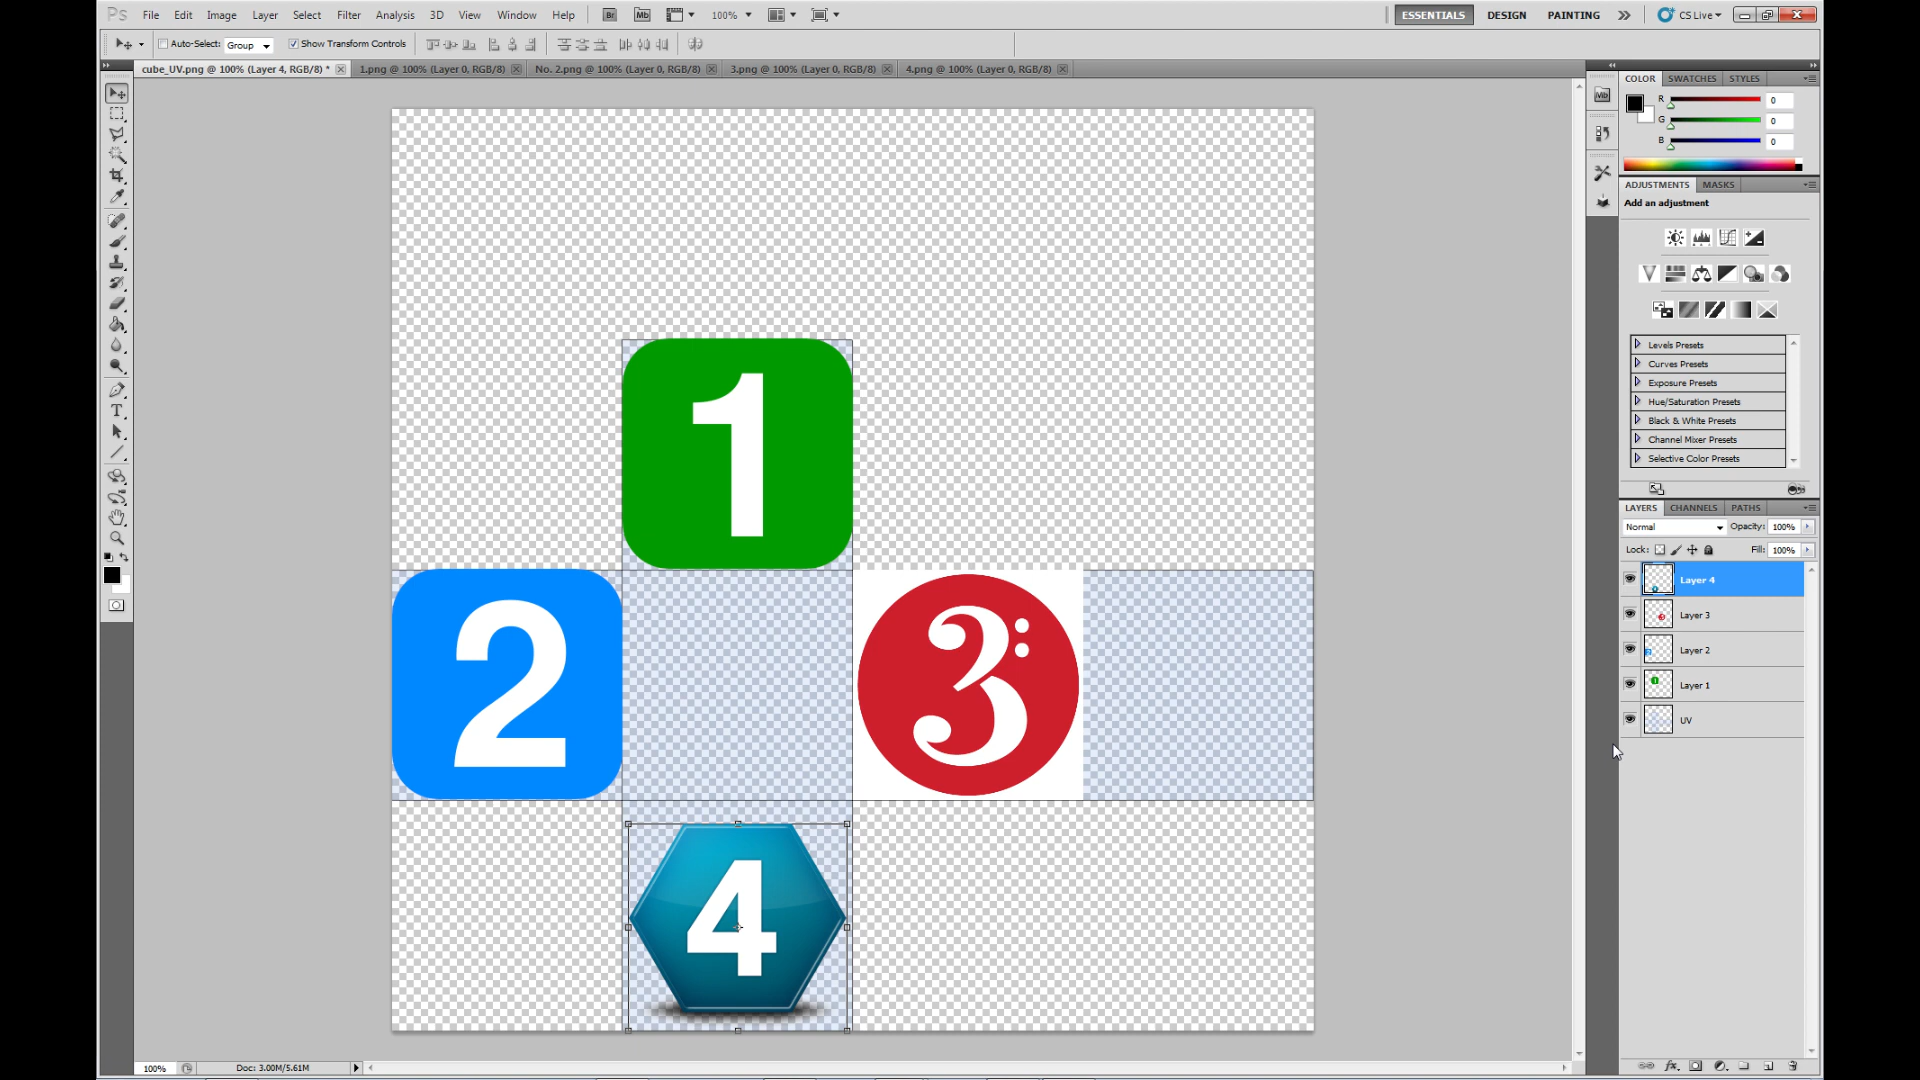 Ps File Edit Image Layer Select Filter Analysis 3D View Window Help Br Mb 100% ESSENTIALS DESIGN PAINTING CS Live
Auto-Select: Group Show Transform Controls
cube_UV.png @ 100% (Layer 4, RGB/8) * 1.png @ 100% (Layer 0, RGB/8) No. 2.png @ 100% (Layer 0, RGB/8) 3.png @ 100% (Layer 0, RGB/8) 4.png @ 100% (Layer 0, RGB/8)
COLOR SWATCHES STYLES
Mb
R 0
G 0
B 0
ADJUSTMENTS MASKS
Add an adjustment
Levels Presets
Curves Presets
Exposure Presets
Hue/Saturation Presets
Black & White Presets
Channel Mixer Presets
Selective Color Presets
1
2
3
4
LAYERS CHANNELS PATHS
Normal Opacity: 100%
Lock: Fill: 100%
Layer 4
Layer 3
Layer 2
Layer 1
UV
100% Doc: 3.00M/5.61M